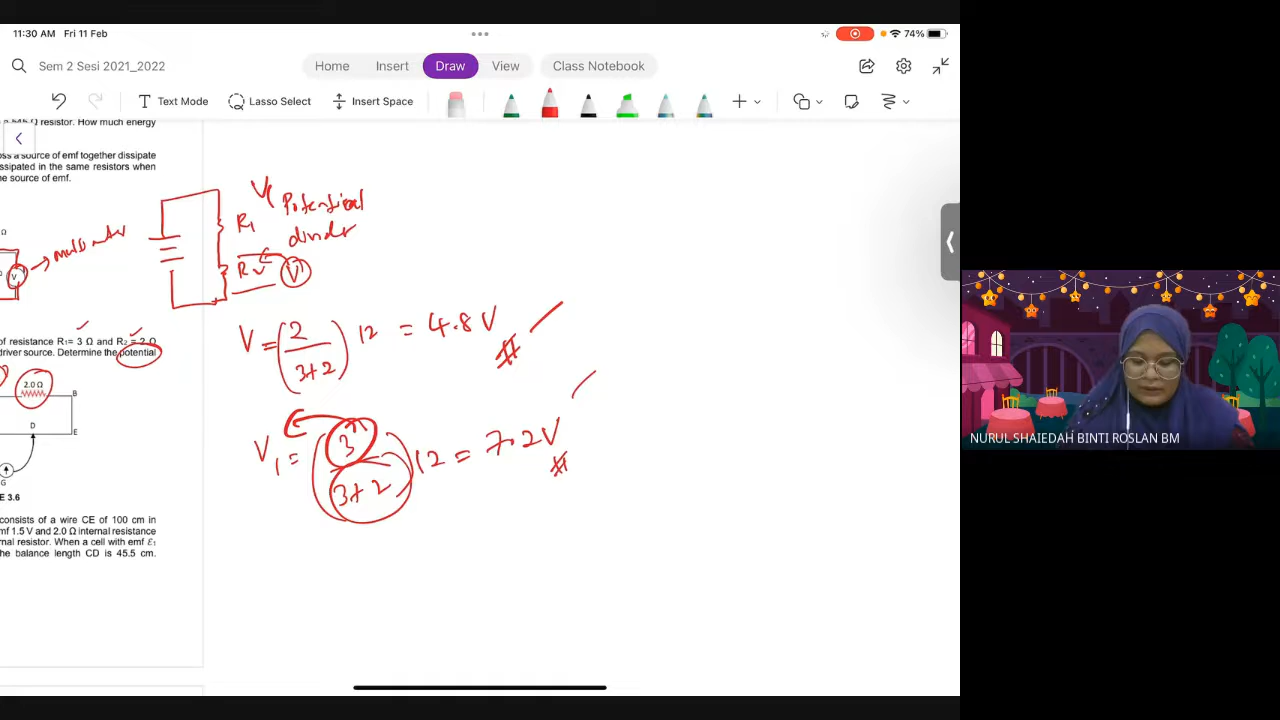 11:30 AM Fri 11 Feb
74%
Sem 2 Sesi 2021_2022
Home Insert Draw View Class Notebook
Text Mode Lasso Select Insert Space
resistor. How much energy
oss a source of emf together dissipate
issipated in the same resistors when
he source of emf.
Ω
V
V1
Potential
divider
R1
R
V
of resistance R1= 3 Ω and R2 = 2 Ω
driver source. Determine the potential
2.0 Ω
B
D
E
G
E 3.6
V = (2/(3+2)) 12 = 4.8 V
V1 = (3/(3+2)) 12 = 7.2V
consists of a wire CE of 100 cm in
mf 1.5 V and 2.0 Ω internal resistance
rnal resistor. When a cell with emf Ɛ1
he balance length CD is 45.5 cm.
NURUL SHAIEDAH BINTI ROSLAN BM